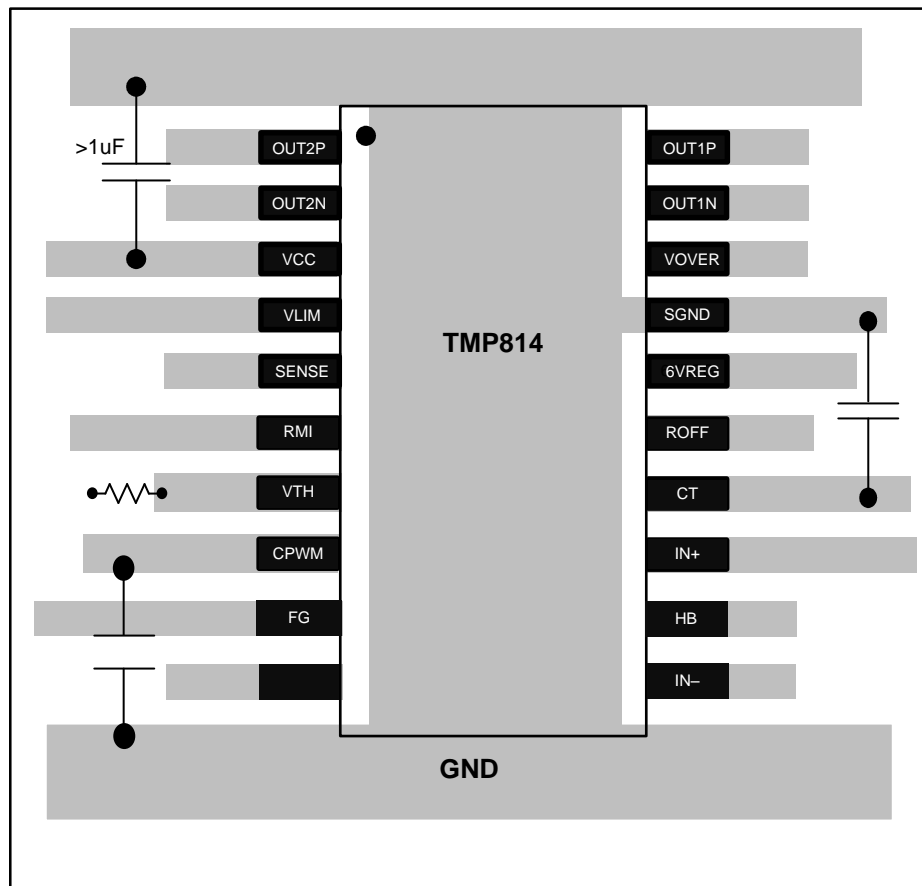 >1uF
OUT2P
OUT1P
OUT2N
OUT1N
VCC
VOVER
VLIM
SGND
TMP814
SENSE
6VREG
RMI
ROFF
VTH
CT
CPWM
IN+
FG
HB
IN–
GND